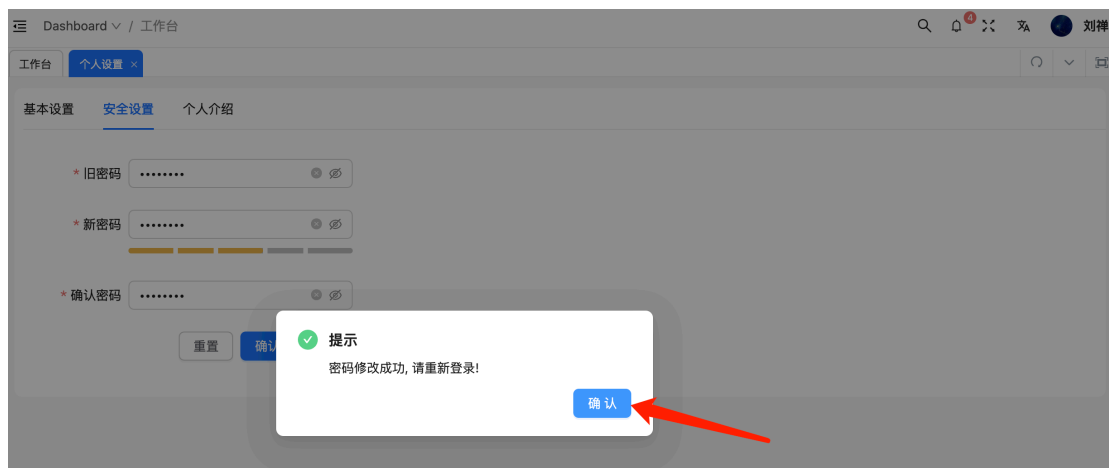 Dashboard / 工作台
4
刘禅
工作台 个人设置 ×
基本设置 安全设置 个人介绍
* 旧密码 ••••••••
* 新密码 ••••••••
* 确认密码 ••••••••
重置 确认
提示
密码修改成功, 请重新登录!
确 认